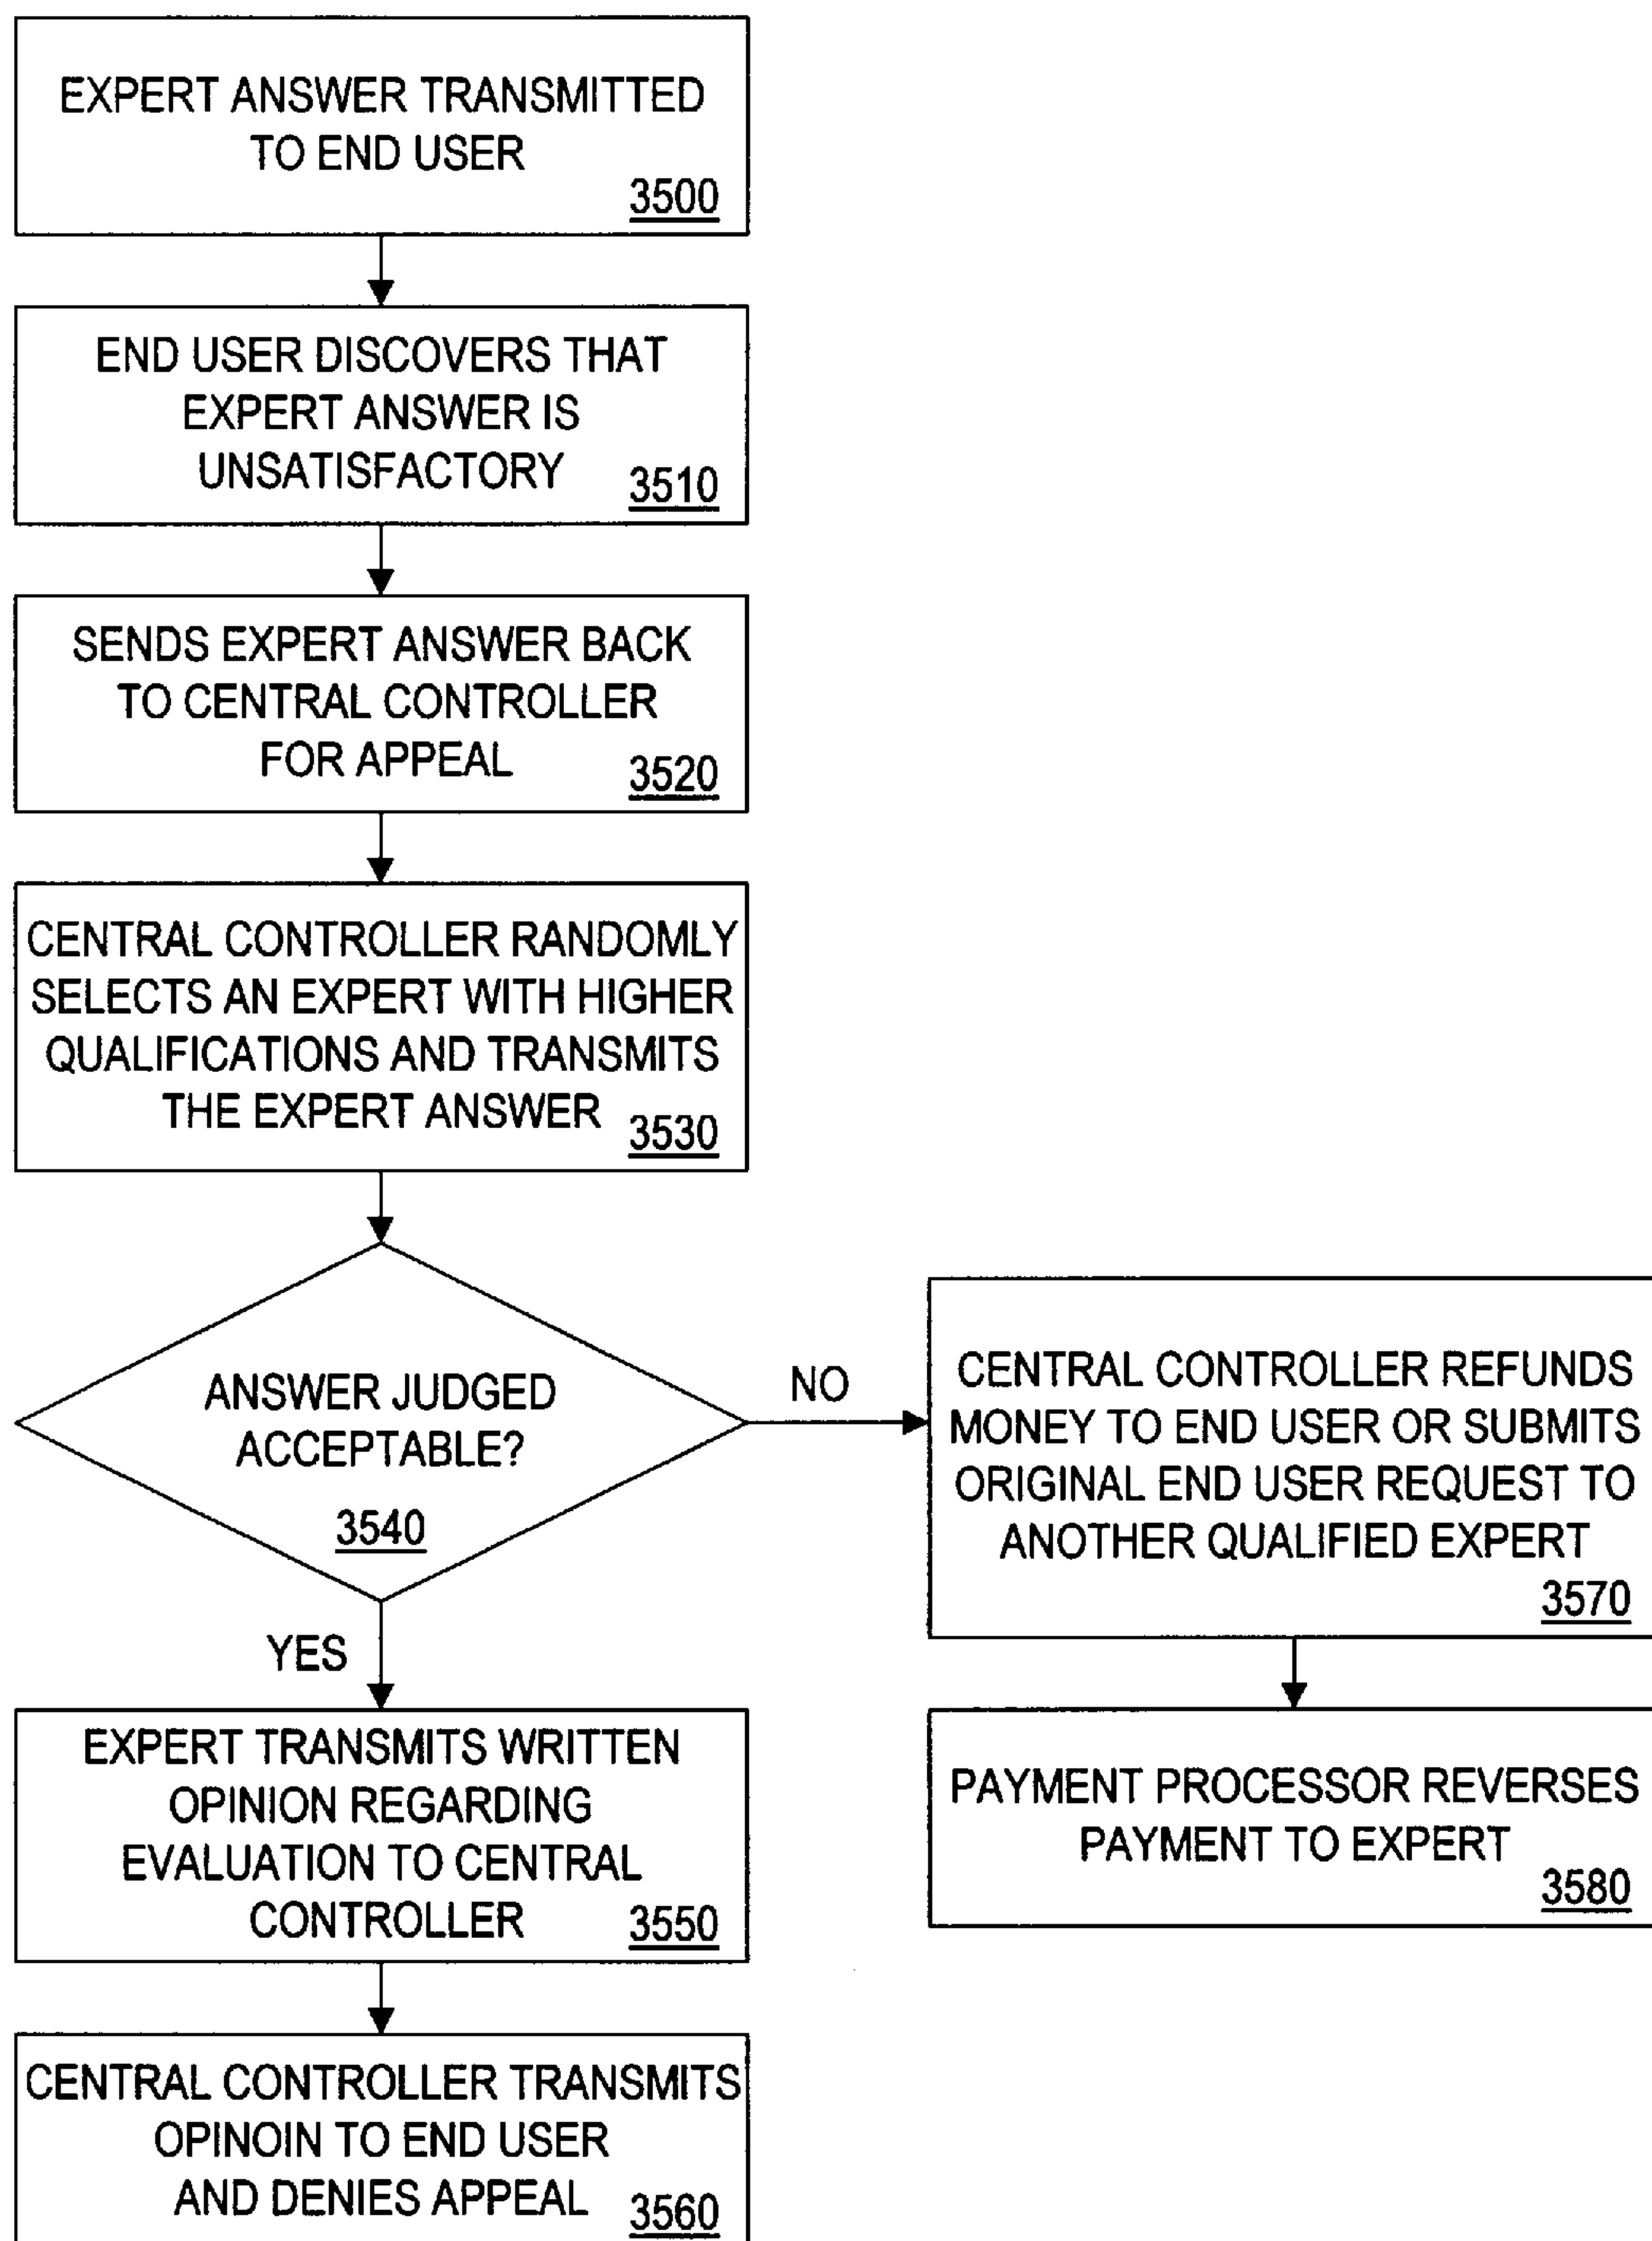 EXPERT ANSWER TRANSMITTED
TO END USER
3500
END USER DISCOVERS THAT
EXPERT ANSWER IS
UNSATISFACTORY
3510
SENDS EXPERT ANSWER BACK
TO CENTRAL CONTROLLER
FOR APPEAL
3520
CENTRAL CONTROLLER RANDOMLY
SELECTS AN EXPERT WITH HIGHER
QUALIFICATIONS AND TRANSMITS
THE EXPERT ANSWER
3530
ANSWER JUDGED
ACCEPTABLE?
3540
NO
CENTRAL CONTROLLER REFUNDS
MONEY TO END USER OR SUBMITS
ORIGINAL END USER REQUEST TO
ANOTHER QUALIFIED EXPERT
3570
YES
EXPERT TRANSMITS WRITTEN
OPINION REGARDING
EVALUATION TO CENTRAL
CONTROLLER
3550
PAYMENT PROCESSOR REVERSES
PAYMENT TO EXPERT
3580
CENTRAL CONTROLLER TRANSMITS
OPINOIN TO END USER
AND DENIES APPEAL
3560